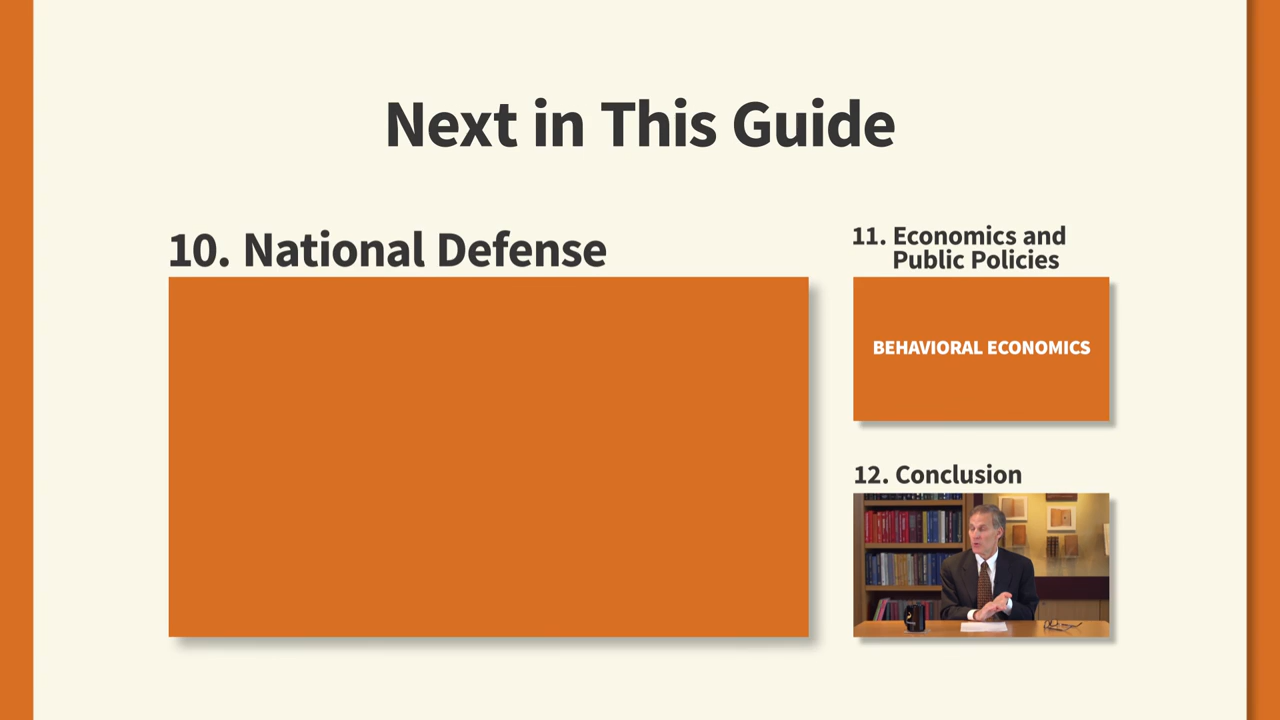 Next in This Guide
10. National Defense
11. Economics and
Public Policies
BEHAVIORAL ECONOMICS
12. Conclusion